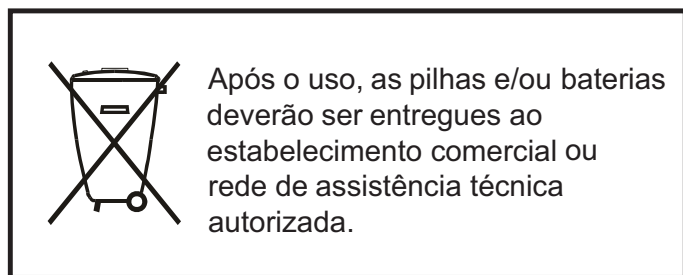 Após o uso, as pilhas e/ou baterias
deverão ser entregues ao
estabelecimento comercial ou
rede de assistência técnica
autorizada.